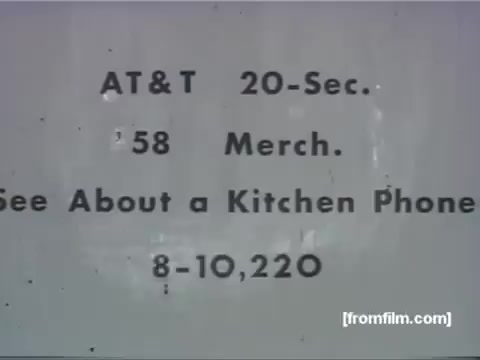 AT&T 20-Sec.
'58 Merch.
See About a Kitchen Phone
8-10,220
[fromfilm.com]